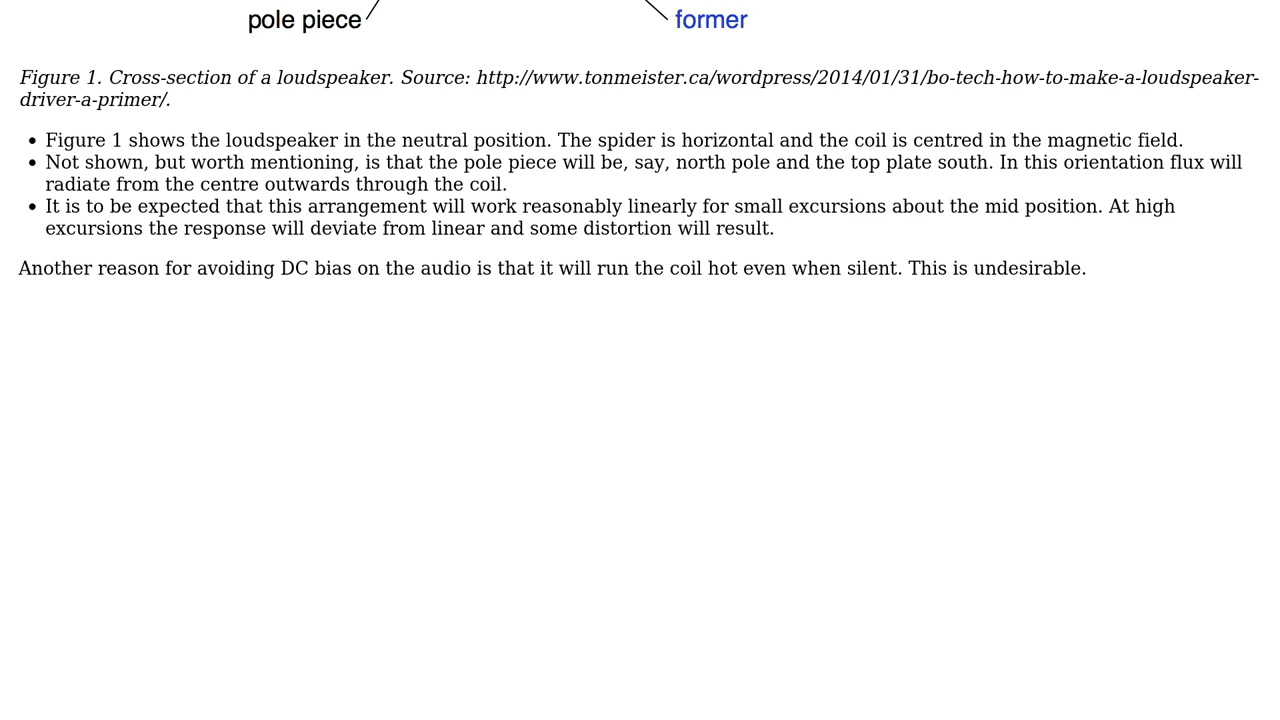 pole piece
former
Figure 1. Cross-section of a loudspeaker. Source: http://www.tonmeister.ca/wordpress/2014/01/31/bo-tech-how-to-make-a-loudspeaker-
driver-a-primer/.
• Figure 1 shows the loudspeaker in the neutral position. The spider is horizontal and the coil is centred in the magnetic field.
• Not shown, but worth mentioning, is that the pole piece will be, say, north pole and the top plate south. In this orientation flux will
radiate from the centre outwards through the coil.
• It is to be expected that this arrangement will work reasonably linearly for small excursions about the mid position. At high
excursions the response will deviate from linear and some distortion will result.
Another reason for avoiding DC bias on the audio is that it will run the coil hot even when silent. This is undesirable.